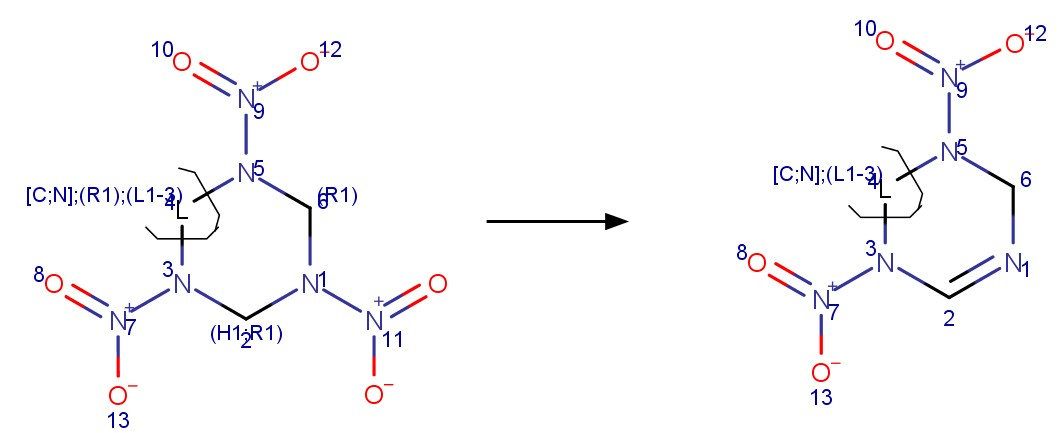 10 12
O O−
N+
9
N 5
[C;N];(R1);(L1-3) (R1)
4 6
L
3
8 N N 1
O O
N+ N+
7 (H1;R1) 11
2
O− O−
13
10 12
O O−
N+
9
N 5
[C;N];(L1-3)
4 6
L
3
8 N N
O 1
N+
7 2
O−
13